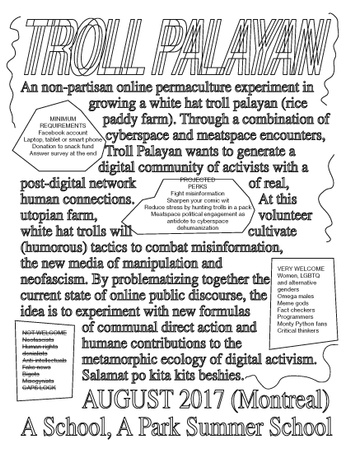 TROLL PALAYAN
An non-partisan online permaculture experiment in
growing a white hat troll palayan (rice
paddy farm). Through a combination of
cyberspace and meatspace encounters,
Troll Palayan wants to generate a
digital community of activists with a
post-digital network of real,
human connections. At this
utopian farm, volunteer
white hat trolls will cultivate
(humorous) tactics to combat misinformation,
the new media of manipulation and
neofascism. By problematizing together the
current state of online public discourse, the
idea is to experiment with new formulas
of communal direct action and
humane contributions to the
metamorphic ecology of digital activism.
Salamat po kita kits beshies.
MINIMUM
REQUIREMENTS
Facebook account
Laptop, tablet or smart phone
Donation to snack fund
Answer survey at the end
PROJECTED
PERKS
Fight misinformation
Sharpen your comic wit
Reduce stress by hunting trolls in a pack
Meatspace political engagement as
antidote to cyberspace
dehumanization
VERY WELCOME
Women, LGBTQ
and alternative
genders
Omega males
Meme gods
Fact checkers
Programmers
Monty Python fans
Critical thinkers
NOT WELCOME
Neofascists
Human rights
denialists
Anti-intellectuals
Fake news
Bigots
Misogynists
CAPS LOCK
AUGUST 2017 (Montreal)
A School, A Park Summer School